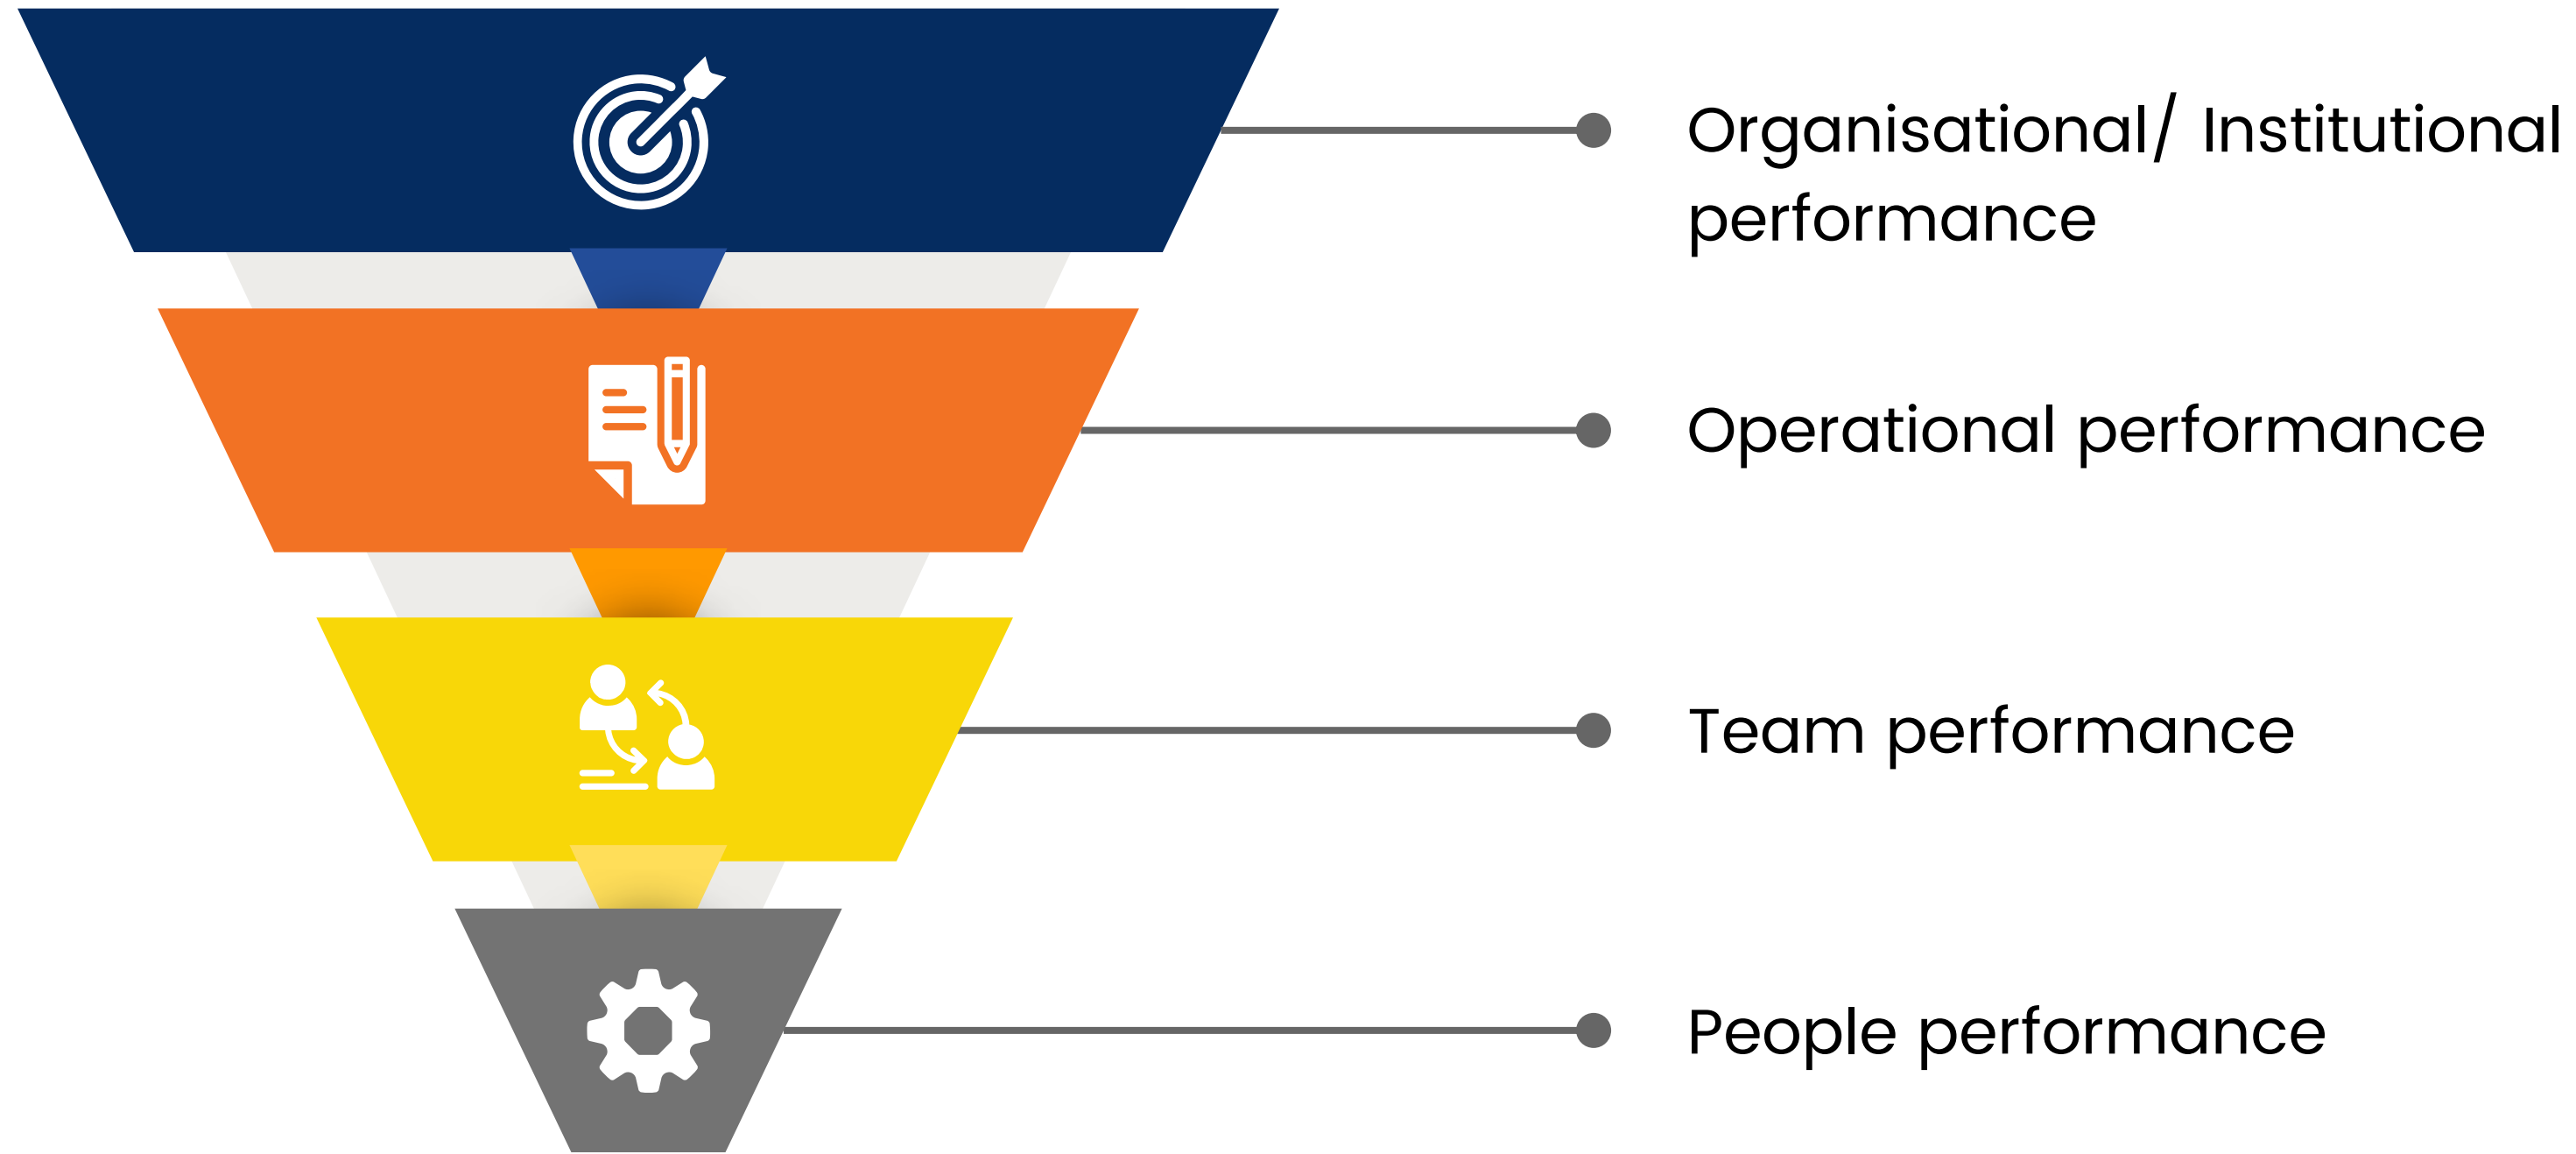 Organisational/ Institutional
performance
Operational performance
Team performance
People performance